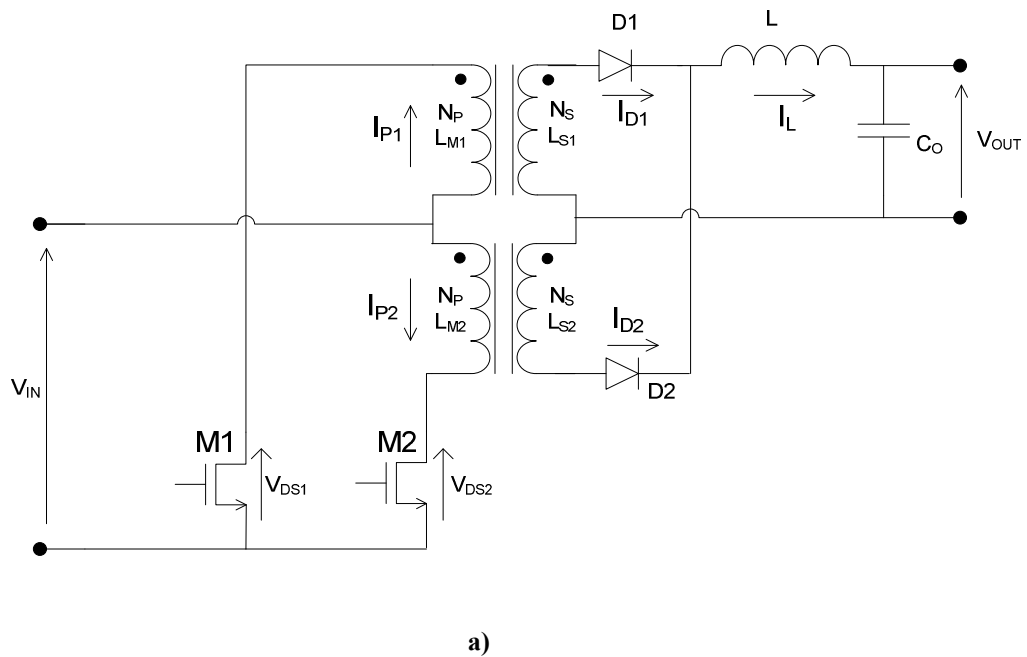 D1
L
I_D1
I_L
I_P1
N_P
L_M1
N_S
L_S1
C_O
V_OUT
I_P2
N_P
L_M2
N_S
L_S2
I_D2
D2
V_IN
M1
M2
V_DS1
V_DS2
a)